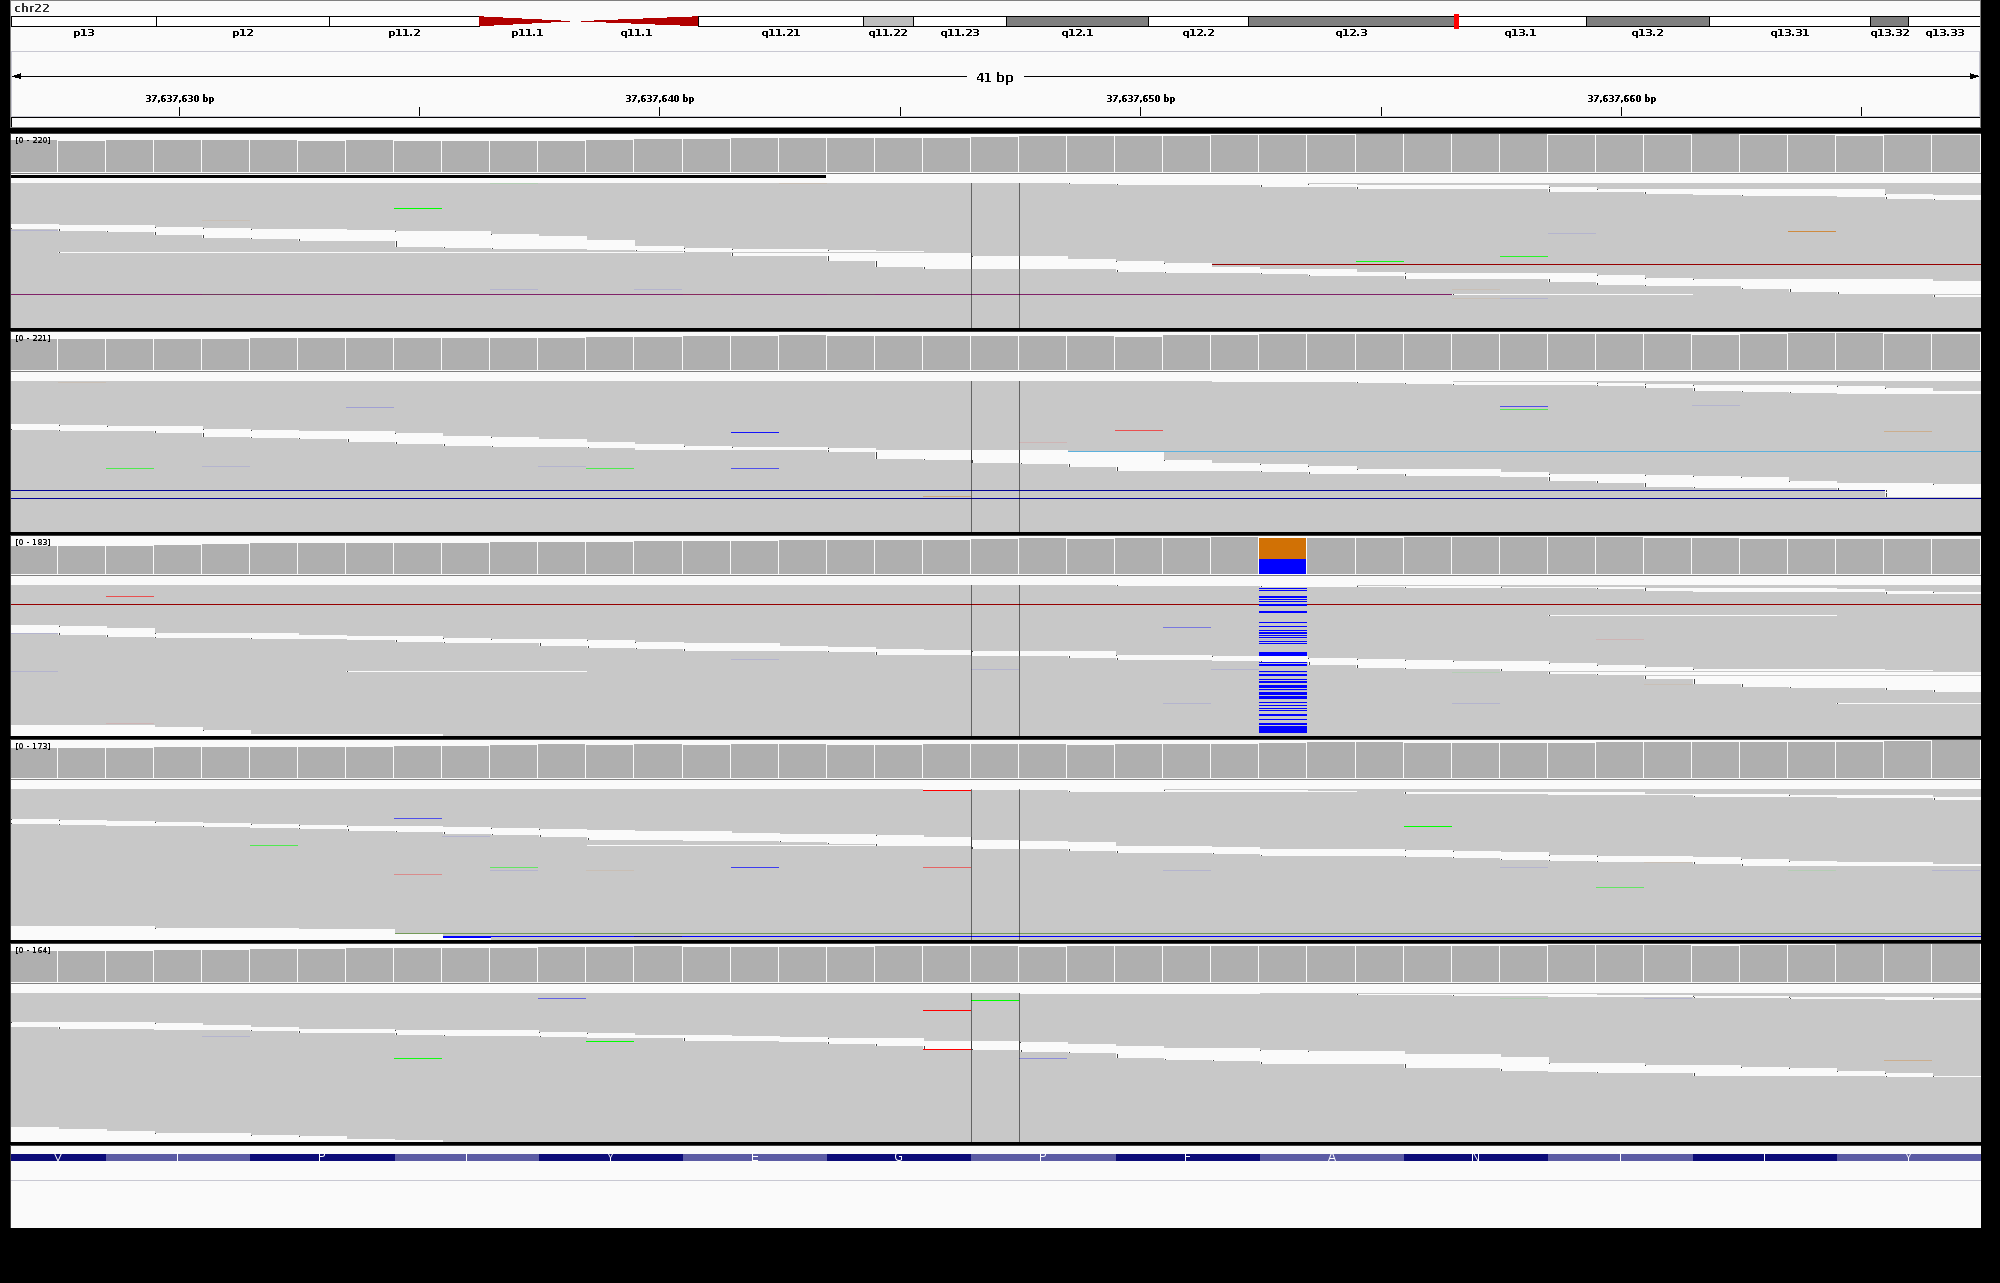 chr22
p13 p12 p11.2 p11.1 q11.1 q11.21 q11.22 q11.23 q12.1 q12.2 q12.3 q13.1 q13.2 q13.31 q13.32 q13.33
41 bp
37,637,630 bp 37,637,640 bp 37,637,650 bp 37,637,660 bp
[0 - 220]
[0 - 221]
[0 - 183]
[0 - 173]
[0 - 164]
V P Y E G P F A N Y